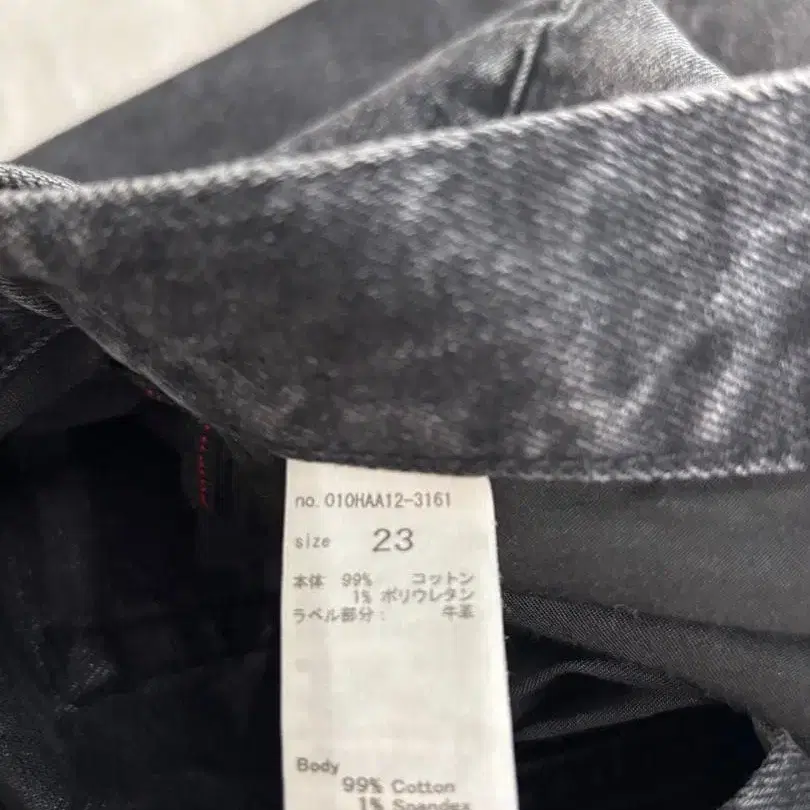 no. 010HAA12-3161
size 23
本体 99% コットン
1% ポリウレタン
ラベル部分: 牛革
Body
99% Cotton
1% Spandex